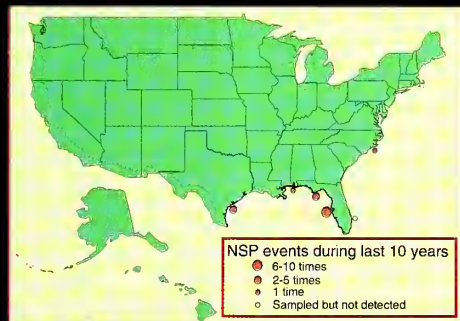 NSP events during last 10 years
6-10 times
2-5 times
1 time
Sampled but not detected